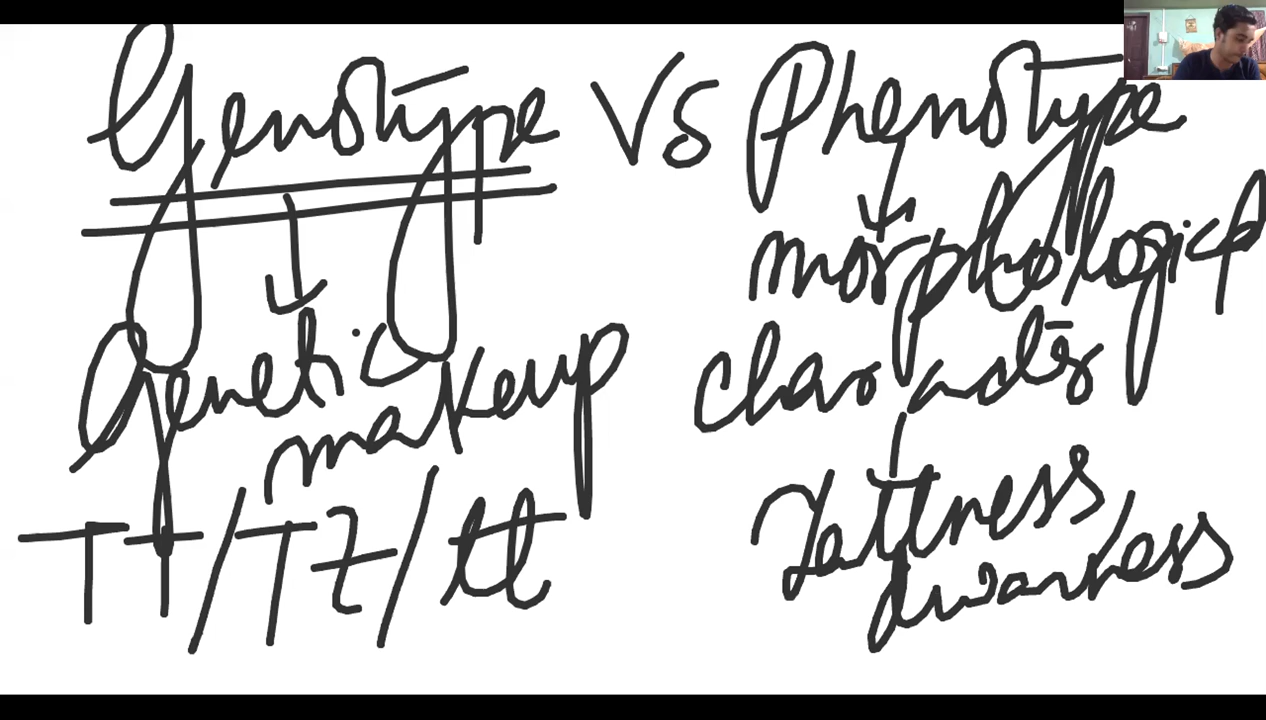 Genotype VS Phenotype
Genetic
makeup
TT/Tt/tt
morphological
characters
Tallness
dwarfness